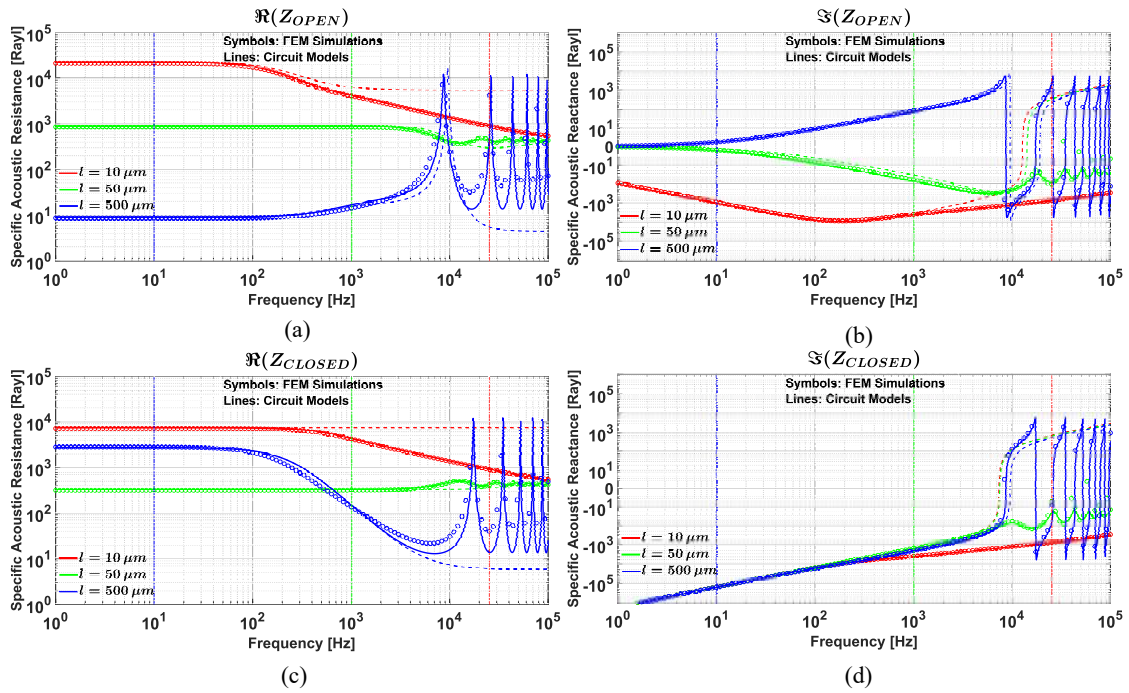 ℜ(Z_OPEN)
Specific Acoustic Resistance [Rayl]
10^5
10^4
10^3
10^2
10^1
10^0
Symbols: FEM Simulations
Lines: Circuit Models
l = 10 μm
l = 50 μm
l = 500 μm
10^0 10^1 10^2 10^3 10^4 10^5
Frequency [Hz]
(a)
ℑ(Z_OPEN)
Specific Acoustic Reactance [Rayl]
10^5
10^3
10^1
0
-10^1
-10^3
-10^5
Symbols: FEM Simulations
Lines: Circuit Models
l = 10 μm
l = 50 μm
l = 500 μm
10^0 10^1 10^2 10^3 10^4 10^5
Frequency [Hz]
(b)
ℜ(Z_CLOSED)
Specific Acoustic Resistance [Rayl]
10^5
10^4
10^3
10^2
10^1
10^0
Symbols: FEM Simulations
Lines: Circuit Models
l = 10 μm
l = 50 μm
l = 500 μm
10^0 10^1 10^2 10^3 10^4 10^5
Frequency [Hz]
(c)
ℑ(Z_CLOSED)
Specific Acoustic Reactance [Rayl]
10^5
10^3
10^1
0
-10^1
-10^3
-10^5
Symbols: FEM Simulations
Lines: Circuit Models
l = 10 μm
l = 50 μm
l = 500 μm
10^0 10^1 10^2 10^3 10^4 10^5
Frequency [Hz]
(d)